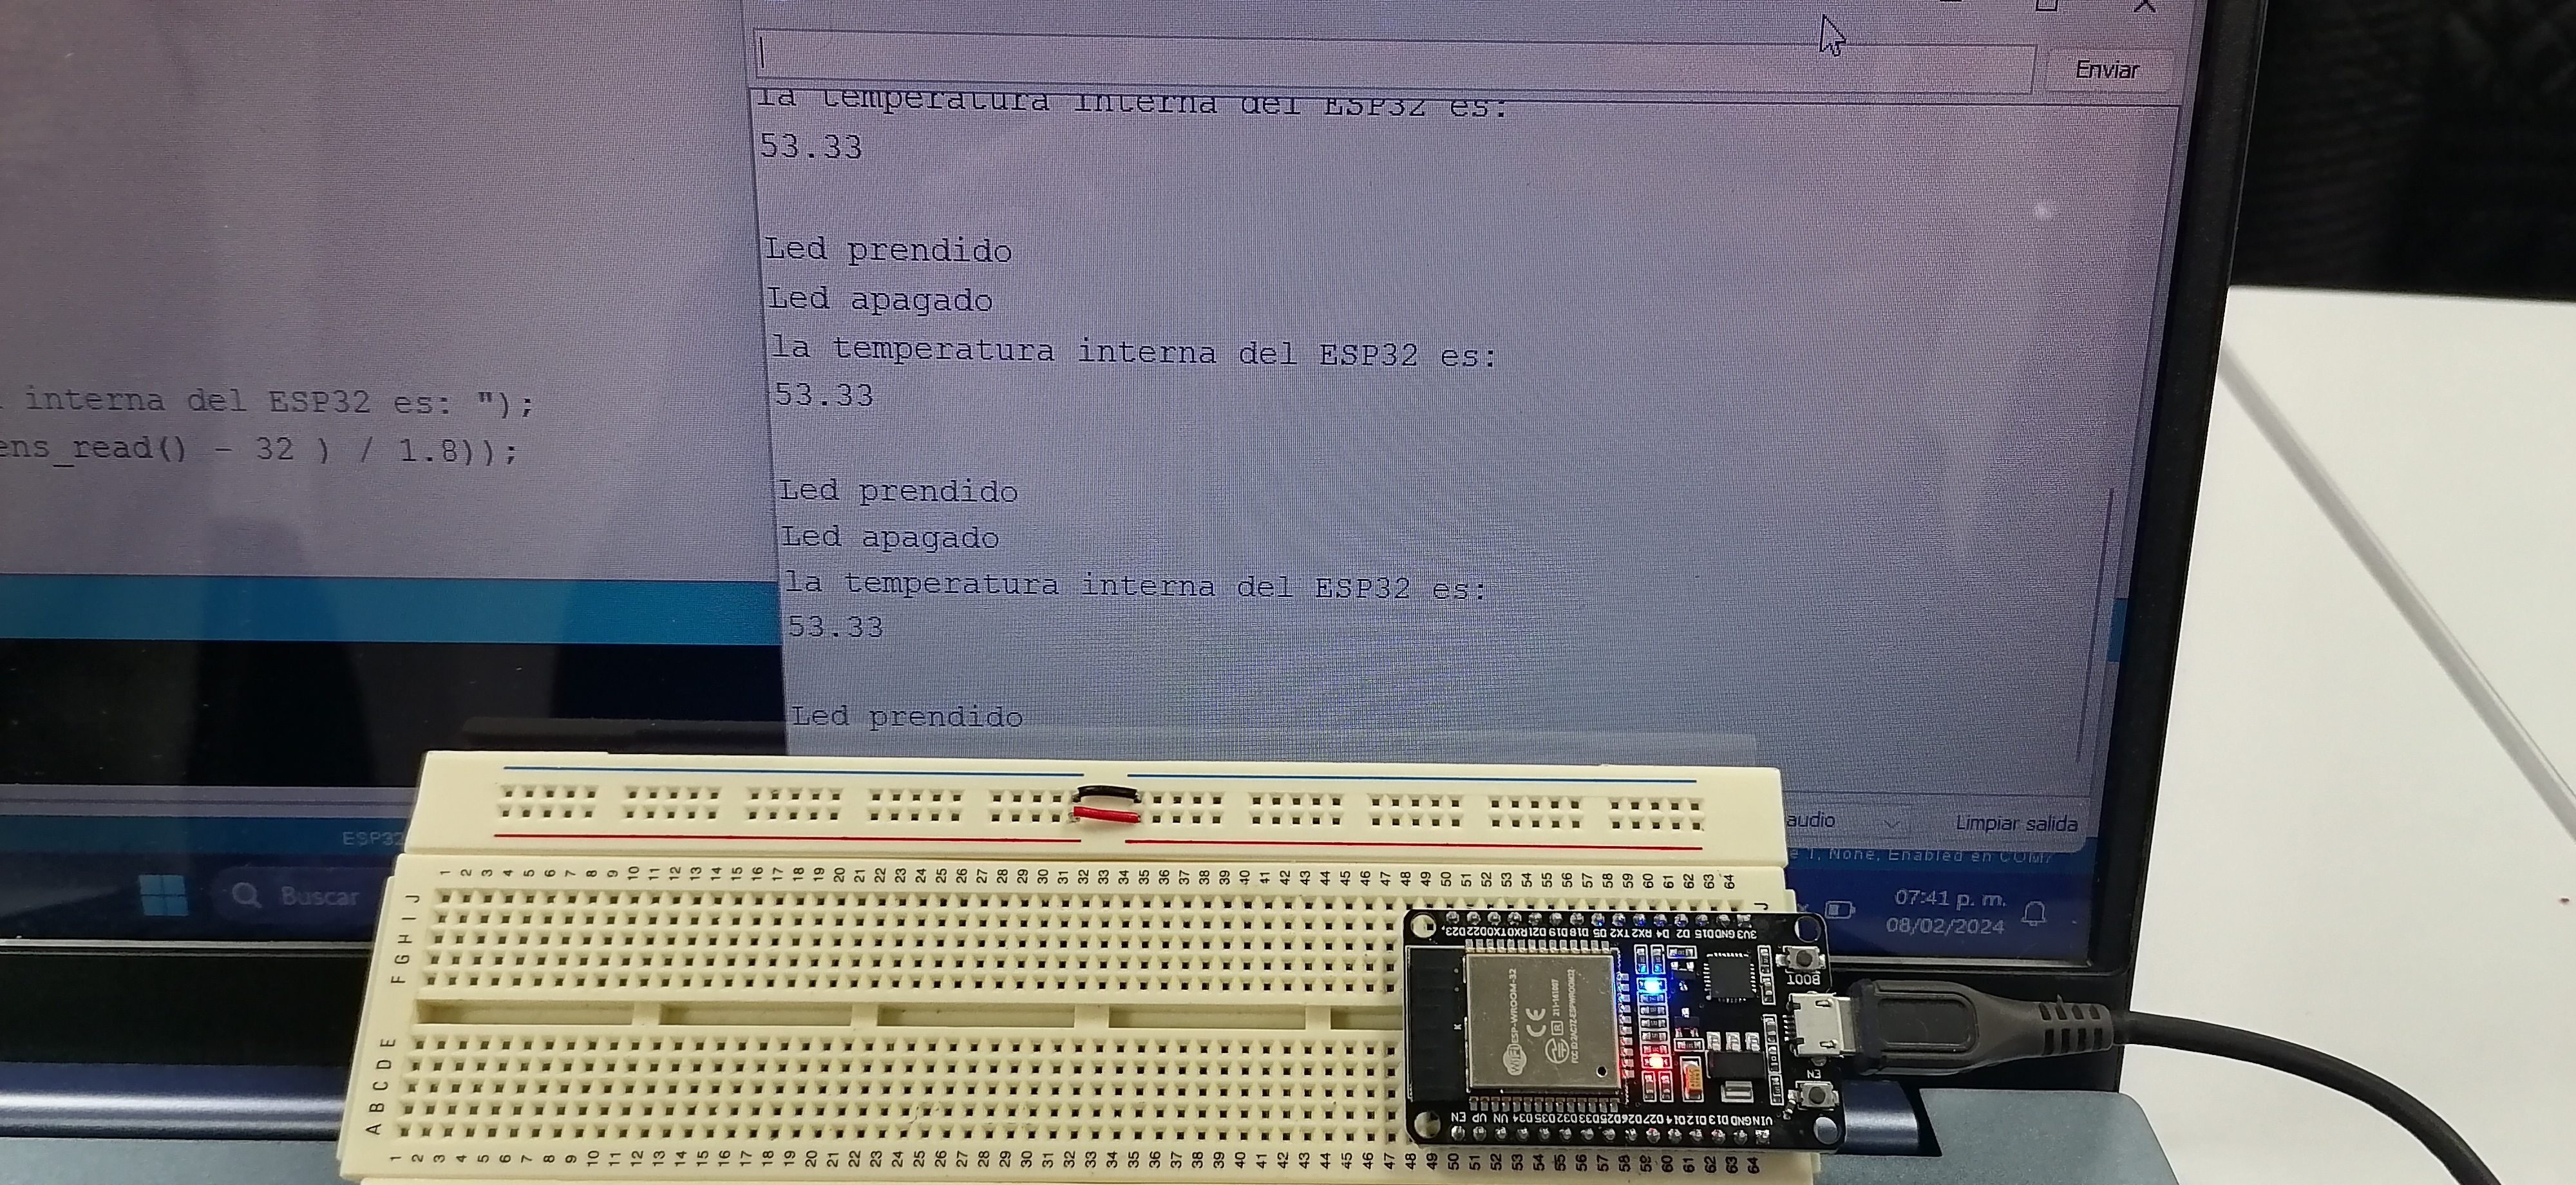 Enviar
la temperatura interna del ESP32 es:
53.33
Led prendido
Led apagado
la temperatura interna del ESP32 es:
53.33
Led prendido
Led apagado
la temperatura interna del ESP32 es:
53.33
Led prendido
interna del ESP32 es: ");
ens_read() - 32 ) / 1.8));
audio
Limpiar salida
ESP32
None, Enabled en COM7
Buscar
07:41 p. m.
08/02/2024
1 2 3 4 5 6 7 8 9 10 11 12 13 14 15 16 17 18 19 20 21 22 23 24 25 26 27 28 29 30 31 32 33 34 35 36 37 38 39 40 41 42 43 44 45 46 47 48 49 50 51 52 53 54 55 56 57 58 59 60 61 62 63 64
J
I
H
G
F
E
D
C
B
A
J
3V3 GND D15 D2 D4 RX2 TX2 D5 D18 D19 D21 RX0 TX0 D22 D23
WiFi ESP-WROOM-32
CE
R 211-161007
FCC ID:2AC7Z-ESPWROOM32
BOOT
EN
VIN GND D13 D12 D14 D27 D26 D25 D33 D32 D35 D34 VN VP EN
1 2 3 4 5 6 7 8 9 10 11 12 13 14 15 16 17 18 19 20 21 22 23 24 25 26 27 28 29 30 31 32 33 34 35 36 37 38 39 40 41 42 43 44 45 46 47 48 49 50 51 52 53 54 55 56 57 58 59 60 61 62 63 64